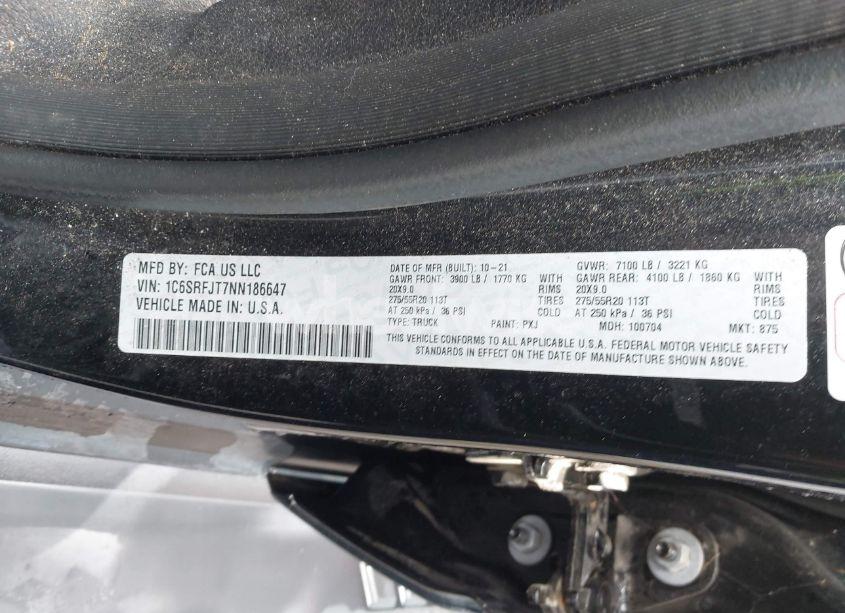 MFD BY: FCA US LLC
VIN: 1C6SRFJT7NN186647
VEHICLE MADE IN U.S.A.
DATE OF MFR (BUILT): 10-21 GVWR: 7100 LB / 3221 KG
GAWR FRONT: 3900 LB / 1770 KG WITH GAWR REAR: 4100 LB / 1860 KG WITH
20X9.0 RIMS 20X9.0 RIMS
275/55R20 113T TIRES 275/55R20 113T TIRES
AT 250 kPa / 36 PSI COLD AT 250 kPa / 36 PSI COLD
TYPE: TRUCK PAINT: PXJ MDH: 100704 MKT: 875
THIS VEHICLE CONFORMS TO ALL APPLICABLE U.S.A. FEDERAL MOTOR VEHICLE SAFETY
STANDARDS IN EFFECT ON THE DATE OF MANUFACTURE SHOWN ABOVE.